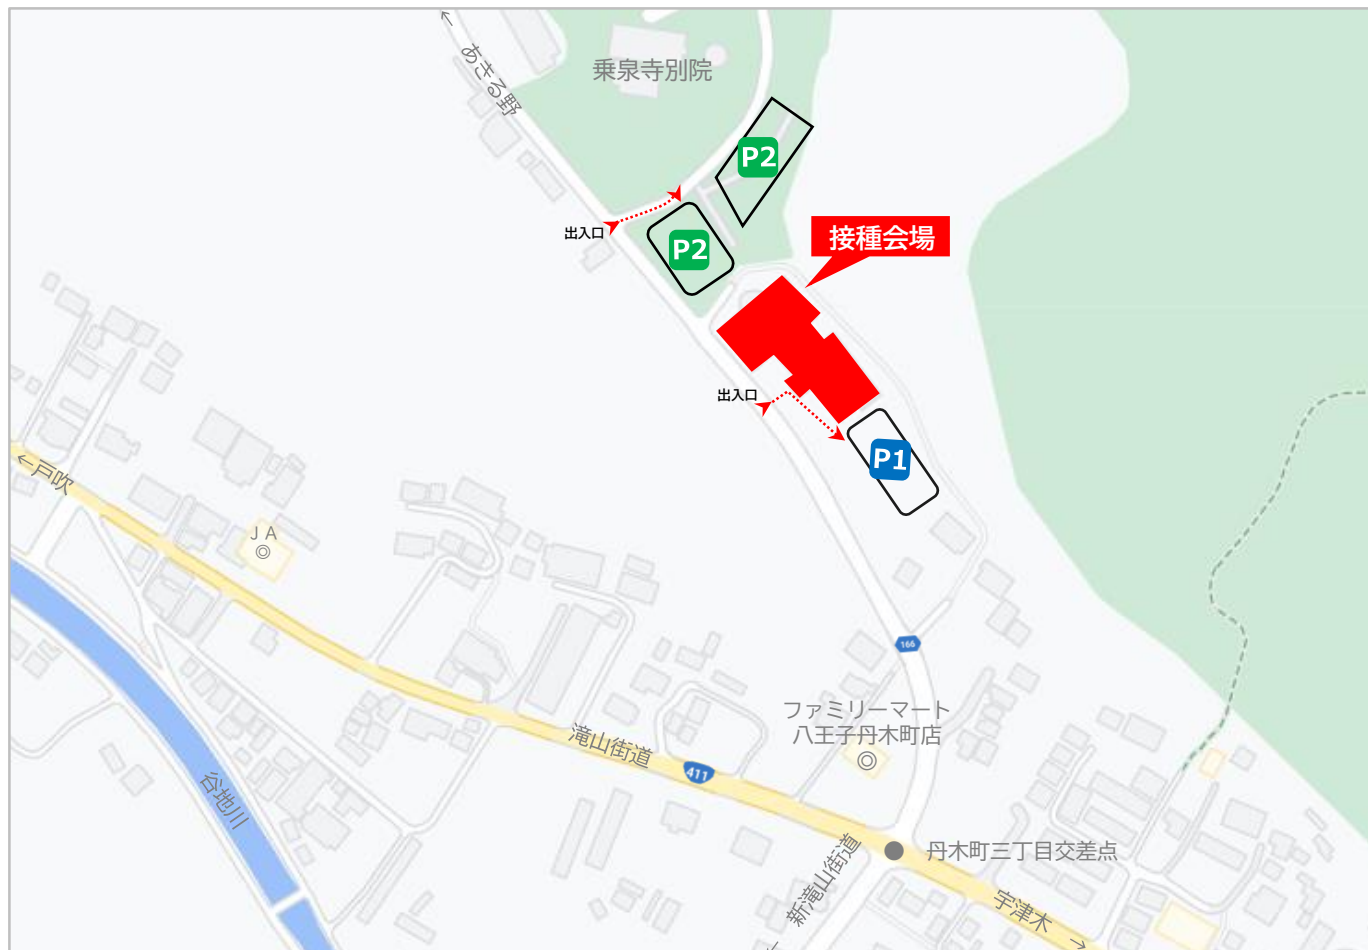 ← あきる野
乗泉寺別院
P2
出入口
P2
接種会場
出入口
P1
←戸吹
JA
166
ファミリーマート
八王子丹木町店
滝山街道
411
谷地川
丹木町三丁目交差点
新滝山街道
←
宇津木 →